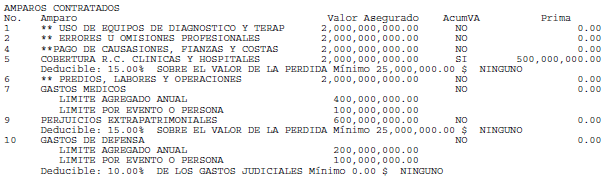 AMPAROS CONTRATADOS
No. Amparo Valor Asegurado AcumVA Prima
1 ** USO DE EQUIPOS DE DIAGNOSTICO Y TERAP 2,000,000,000.00 NO 0.00
2 ** ERRORES U OMISIONES PROFESIONALES 2,000,000,000.00 NO 0.00
4 **PAGO DE CAUSASIONES, FIANZAS Y COSTAS 2,000,000,000.00 NO 0.00
5 COBERTURA R.C. CLINICAS Y HOSPITALES 2,000,000,000.00 SI 500,000,000.00
Deducible: 15.00% SOBRE EL VALOR DE LA PERDIDA Mínimo 25,000,000.00 $ NINGUNO
6 ** PREDIOS, LABORES Y OPERACIONES 2,000,000,000.00 NO 0.00
7 GASTOS MEDICOS NO 0.00
LIMITE AGREGADO ANUAL 400,000,000.00
LIMITE POR EVENTO O PERSONA 100,000,000.00
9 PERJUICIOS EXTRAPATRIMONIALES 600,000,000.00 NO 0.00
Deducible: 15.00% SOBRE EL VALOR DE LA PERDIDA Mínimo 25,000,000.00 $ NINGUNO
10 GASTOS DE DEFENSA NO 0.00
LIMITE AGREGADO ANUAL 200,000,000.00
LIMITE POR EVENTO O PERSONA 100,000,000.00
Deducible: 10.00% DE LOS GASTOS JUDICIALES Mínimo 0.00 $ NINGUNO